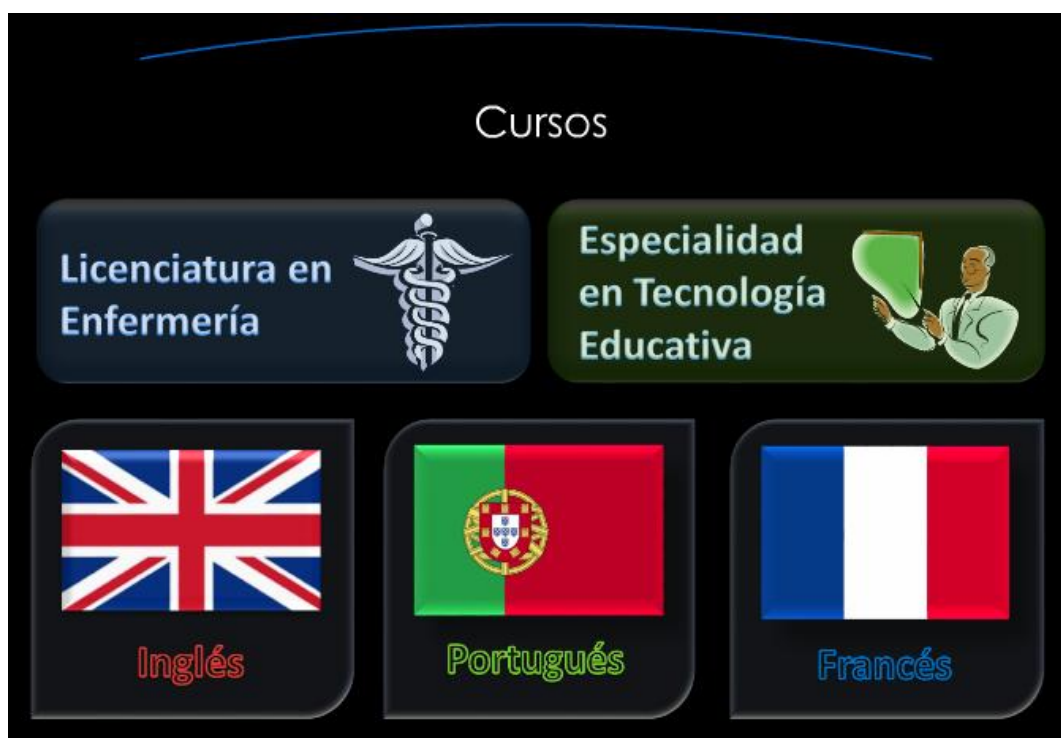 Cursos
Licenciatura en
Enfermería
Especialidad
en Tecnología
Educativa
Inglés
Portugués
Francés